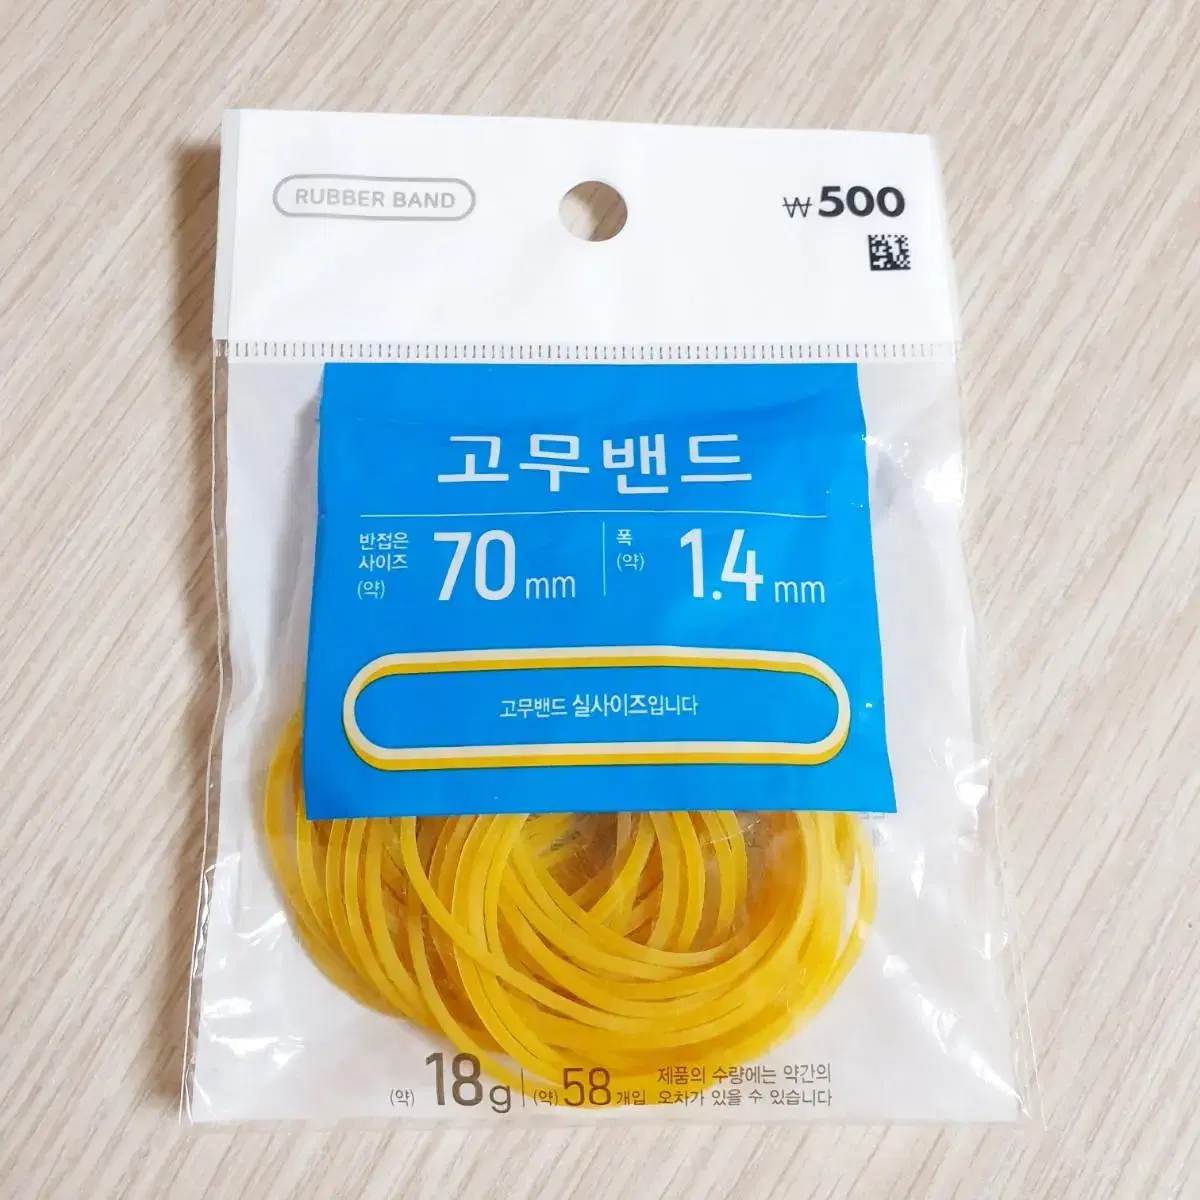 RUBBER BAND
₩500
고무밴드
반접은
사이즈
(약)
70mm
폭
(약)
1.4mm
고무밴드 실사이즈입니다
(약) 18g | (약) 58개입
제품의 수량에는 약간의
오차가 있을 수 있습니다